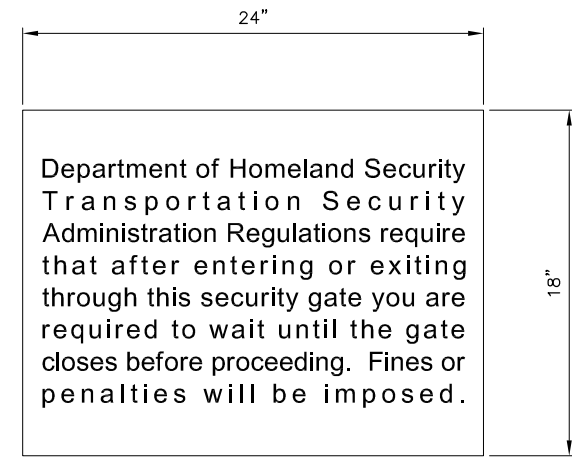 24"
Department of Homeland Security
Transportation Security
Administration Regulations require
that after entering or exiting
through this security gate you are
required to wait until the gate
closes before proceeding. Fines or
penalties will be imposed.
18"